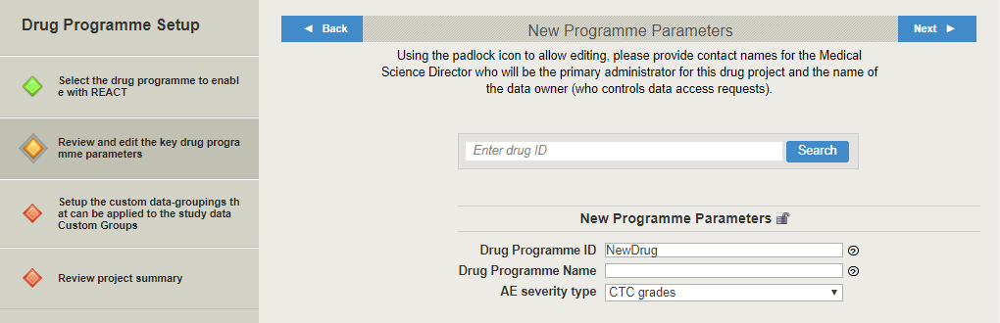 Drug Programme Setup
Select the drug programme to enabl
e with REACT
Review and edit the key drug progra
mme parameters
Setup the custom data-groupings th
at can be applied to the study data
Custom Groups
Review project summary
◄ Back
New Programme Parameters
Next ►
Using the padlock icon to allow editing, please provide contact names for the Medical
Science Director who will be the primary administrator for this drug project and the name of
the data owner (who controls data access requests).
Enter drug ID
Search
New Programme Parameters
Drug Programme ID NewDrug ?
Drug Programme Name ?
AE severity type CTC grades ▼